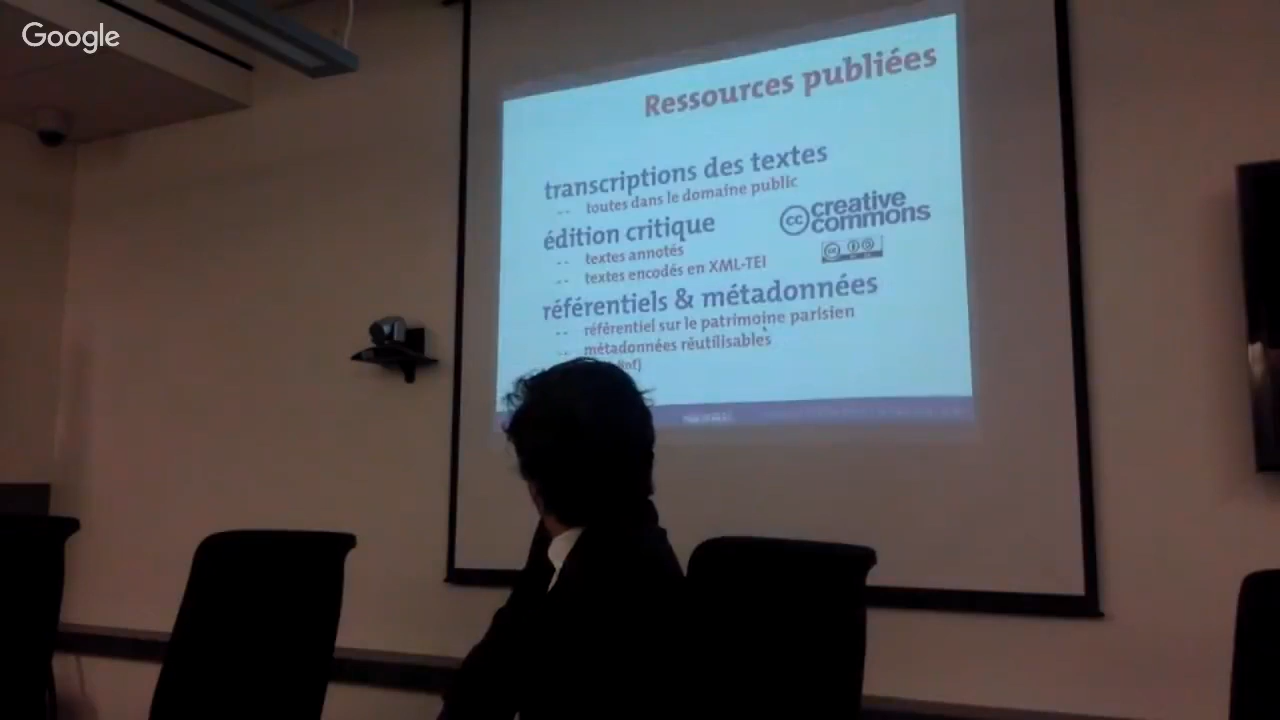 Google
Ressources publiées
transcriptions des textes
-- toutes dans le domaine public
édition critique
creative
commons
cc
-- textes annotés
-- textes encodés en XML-TEI
référentiels & métadonnées
-- référentiel sur le patrimoine parisien
-- métadonnées réutilisables